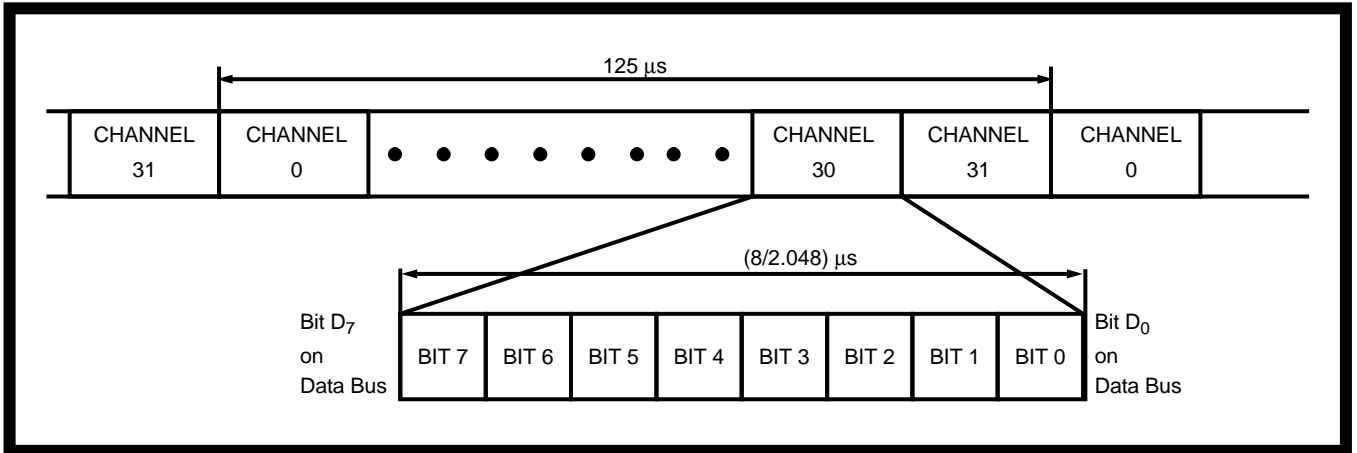 125 μs
CHANNEL
31
CHANNEL
0
CHANNEL
30
CHANNEL
31
CHANNEL
0
(8/2.048) μs
Bit D7
on
Data Bus
BIT 7 BIT 6 BIT 5 BIT 4 BIT 3 BIT 2 BIT 1 BIT 0
Bit D0
on
Data Bus